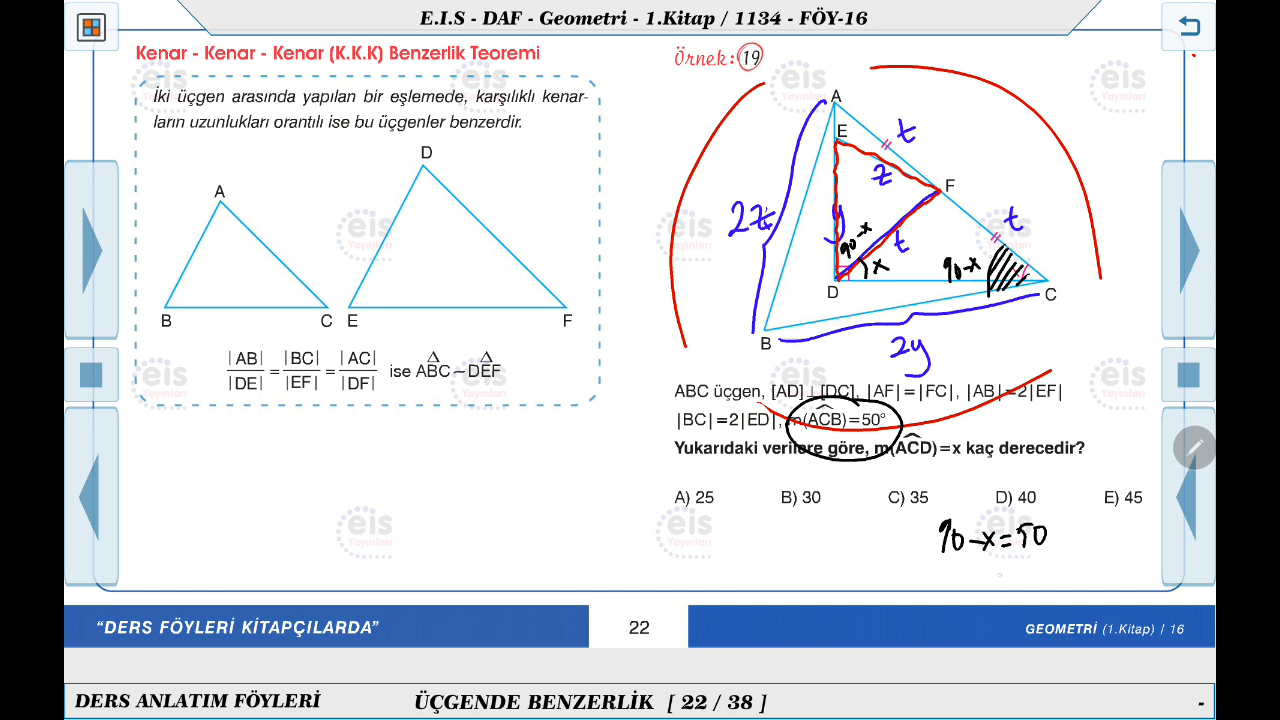 E.I.S - DAF - Geometri - 1.Kitap / 1134 - FÖY-16
Kenar - Kenar - Kenar (K.K.K) Benzerlik Teoremi
İki üçgen arasında yapılan bir eşlemede, karşılıklı kenar-
ların uzunlukları orantılı ise bu üçgenler benzerdir.
D
A
B C E F
|AB| / |DE| = |BC| / |EF| = |AC| / |DF| ise ABC ~ DEF
Örnek: 19
A
E
t
z
F
2z
y
90-x
t
t
x
90-x
D
C
B
2y
ABC üçgen, [AD]⊥[DC], |AF|=|FC|, |AB|=2|EF|
|BC|=2|ED|, m(ACB)=50°
Yukarıdaki verilere göre, m(ACD)=x kaç derecedir?
A) 25 B) 30 C) 35 D) 40 E) 45
90-x=50
eis Yayınları
"DERS FÖYLERİ KİTAPÇILARDA"
22
GEOMETRİ (1.Kitap) / 16
DERS ANLATIM FÖYLERİ
ÜÇGENDE BENZERLİK [ 22 / 38 ]
-